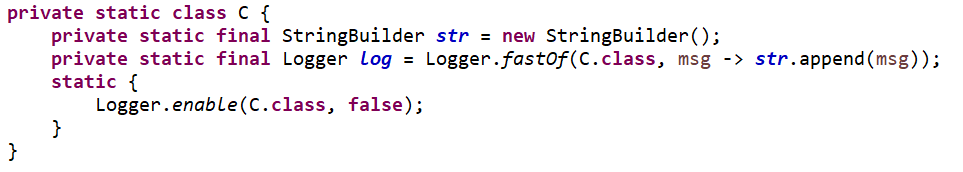 private static class C {
    private static final StringBuilder str = new StringBuilder();
    private static final Logger log = Logger.fastOf(C.class, msg -> str.append(msg));
    static {
        Logger.enable(C.class, false);
    }
}